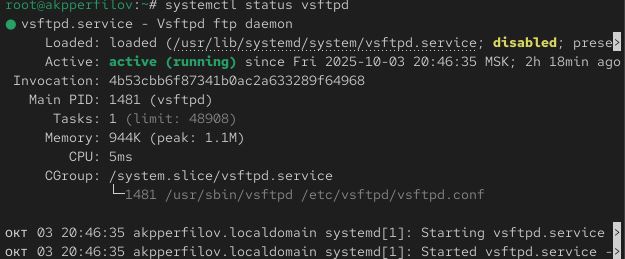 root@akpperfilov:~# systemctl status vsftpd
● vsftpd.service - Vsftpd ftp daemon
Loaded: loaded (/usr/lib/systemd/system/vsftpd.service; disabled; prese>
Active: active (running) since Fri 2025-10-03 20:46:35 MSK; 2h 18min ago
Invocation: 4b53cbb6f87341b0ac2a633289f64968
Main PID: 1481 (vsftpd)
Tasks: 1 (limit: 48908)
Memory: 944K (peak: 1.1M)
CPU: 5ms
CGroup: /system.slice/vsftpd.service
└─1481 /usr/sbin/vsftpd /etc/vsftpd/vsftpd.conf
окт 03 20:46:35 akpperfilov.localdomain systemd[1]: Starting vsftpd.service >
окт 03 20:46:35 akpperfilov.localdomain systemd[1]: Started vsftpd.service ->